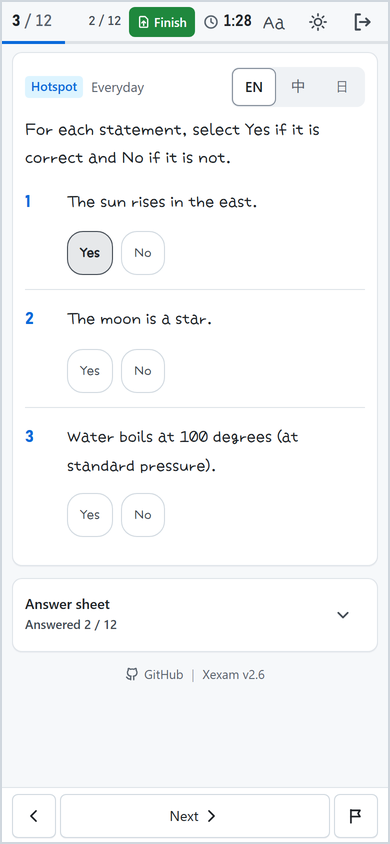 3 / 12 2 / 12 Finish 1:28 Aa
Hotspot Everyday EN 中 日
For each statement, select Yes if it is
correct and No if it is not.
1 The sun rises in the east.
Yes No
2 The moon is a star.
Yes No
3 Water boils at 100 degrees (at
standard pressure).
Yes No
Answer sheet
Answered 2 / 12
GitHub | Xexam v2.6
Next